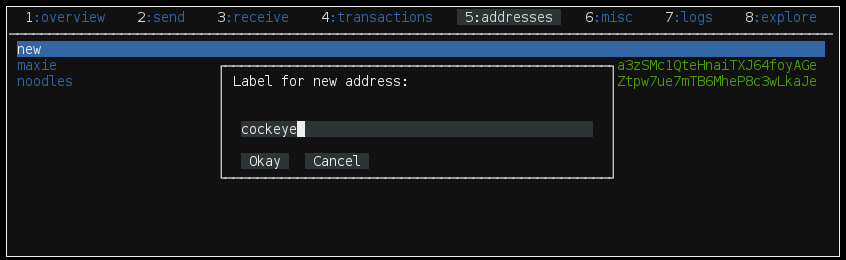 1:overview 2:send 3:receive 4:transactions 5:addresses 6:misc 7:logs 8:explore
new
maxie a3zSMc1QteHnaiTXJ64foyAGe
noodles Ztpw7ue7mTB6MheP8c3wLkaJe
Label for new address:
cockeye
Okay Cancel